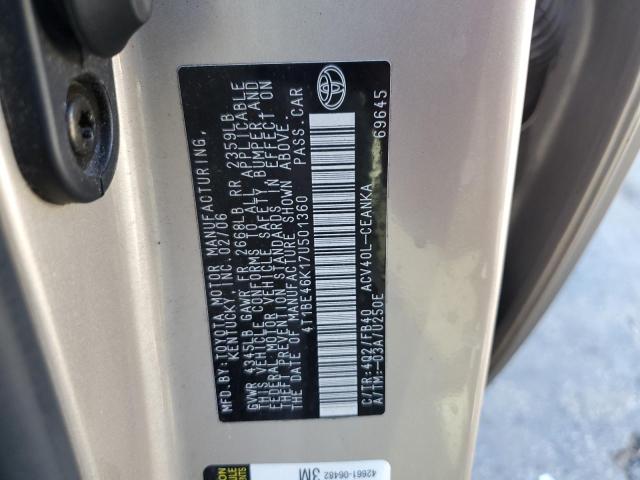 MFD.BY: TOYOTA MOTOR MANUFACTURING,
KENTUCKY, INC. 02/06
GVWR 4345LB GAWR FR 2668LB RR 2359LB
THIS VEHICLE CONFORMS TO ALL APPLICABLE
FEDERAL MOTOR VEHICLE SAFETY BUMPER, AND
THEFT PREVENTION STANDARDS IN EFFECT ON
THE DATE OF MANUFACTURE SHOWN ABOVE.
4T1BE46K17U501360 PASS. CAR
C/TR: 4Q2/FB40 ACV40L-CEANKA
A/TM: -03A/U250E 69645
42661-06482
3M